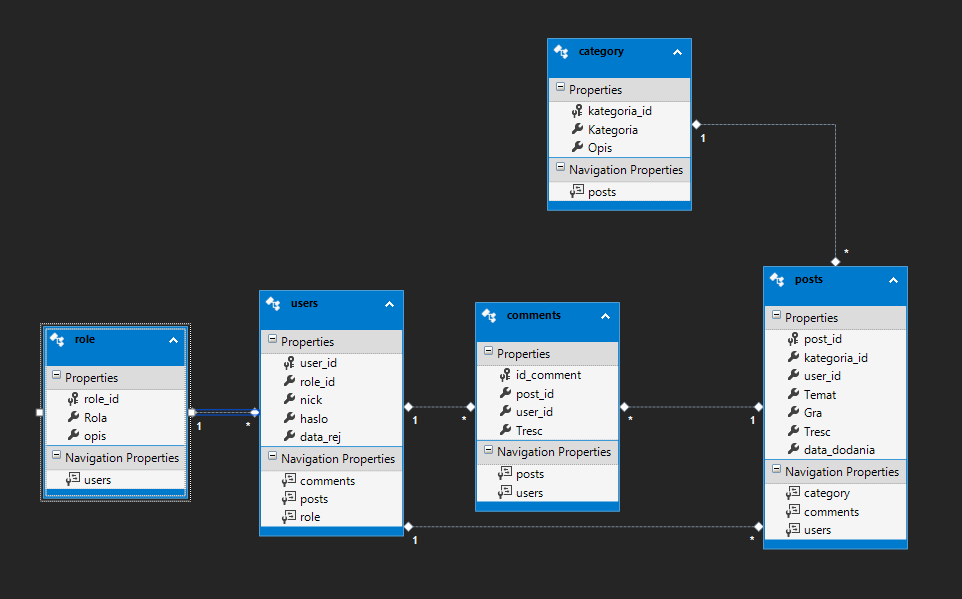 category
Properties
kategoria_id
Kategoria
Opis
Navigation Properties
posts
1
*
role
Properties
role_id
Rola
opis
Navigation Properties
users
1
*
users
Properties
user_id
role_id
nick
haslo
data_rej
Navigation Properties
comments
posts
role
1
*
1
*
comments
Properties
id_comment
post_id
user_id
Tresc
Navigation Properties
posts
users
*
1
posts
Properties
post_id
kategoria_id
user_id
Temat
Gra
Tresc
data_dodania
Navigation Properties
category
comments
users